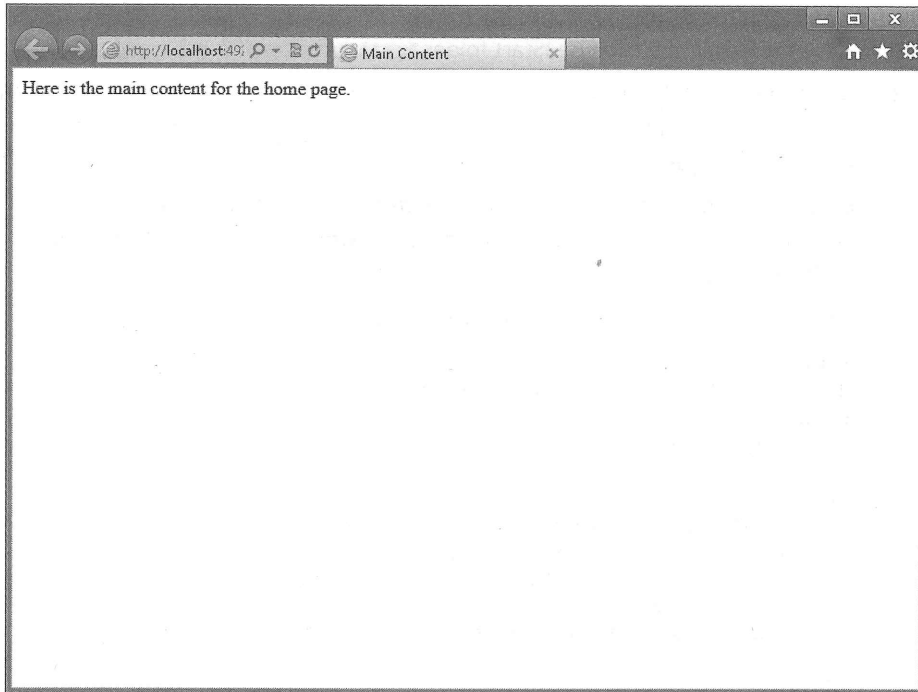 http://localhost:49
Main Content
Here is the main content for the home page.